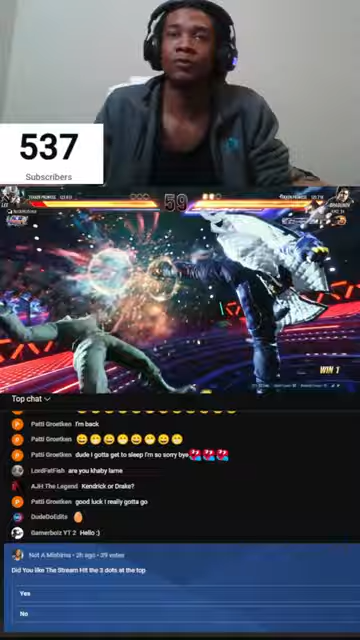 537
Subscribers
LEE
59
WIN 1
Top chat
Patti Groetken I'm back
Patti Groetken 😄😁😄😁😄😄😁
Patti Groetken dude I gotta get to sleep I'm so sorry bye
LordFatFish are you khaby lame
AJH The Legend Kendrick or Drake?
Patti Groetken good luck I really gotta go
DudeDoEdits 🥚
Gamerboiz YT 2 Hello :)
Not A Mishima • 2h ago • 39 votes
Did You like The Stream Hit the 3 dots at the top
Yes
No